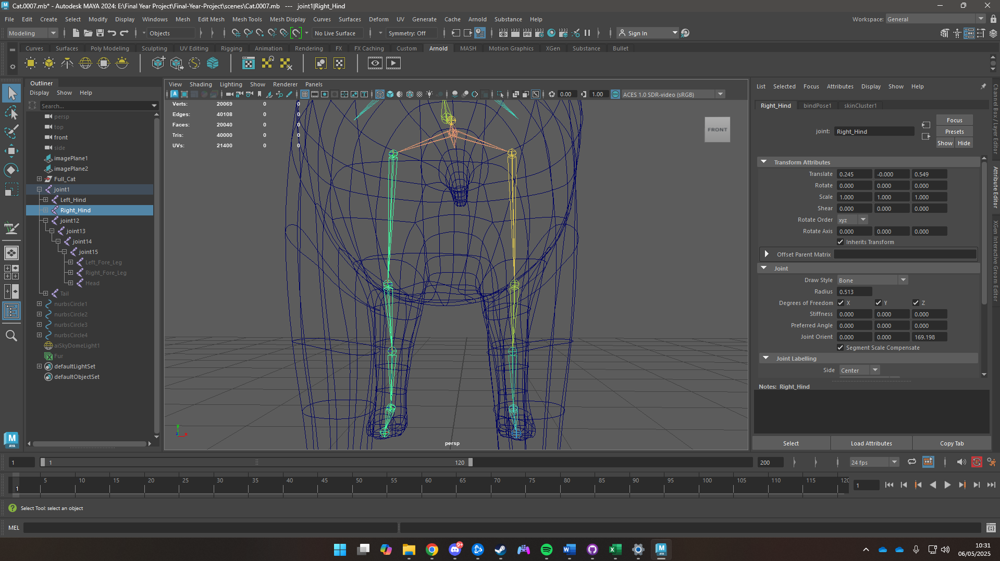 Cat.0007.mb* - Autodesk MAYA 2024: E:\Final Year Project\Final-Year-Project\scenes\Cat.0007.mb --- joint1|Right_Hind
File Edit Create Select Modify Display Windows Mesh Edit Mesh Mesh Tools Mesh Display Curves Surfaces Deform UV Generate Cache Arnold Substance Help Workspace: General
Modeling Objects No Live Surface Symmetry: Off Sign In
Curves Surfaces Poly Modeling Sculpting UV Editing Rigging Animation Rendering FX FX Caching Custom Arnold MASH Motion Graphics XGen Substance Bullet
IPR
Outliner
Display Show Help
Search...
persp
top
front
side
imagePlane1
imagePlane2
Full_Cat
joint1
Left_Hind
Right_Hind
joint12
joint13
joint14
joint15
Left_Fore_Leg
Right_Fore_Leg
Head
Tail
nurbsCircle1
nurbsCircle2
nurbsCircle3
nurbsCircle4
aiSkyDomeLight1
Fur
defaultLightSet
defaultObjectSet
M
AYA
View Shading Lighting Show Renderer Panels
0.00 1.00 ACES 1.0 SDR-video (sRGB)
Verts: 20069 0 0
Edges: 40108 0 0
Faces: 20040 0 0
Tris: 40000 0 0
UVs: 21400 0 0
FRONT
y
x
persp
List Selected Focus Attributes Display Show Help
Right_Hind bindPose1 skinCluster1
joint: Right_Hind
Focus
Presets
Show Hide
Transform Attributes
Translate 0.245 -0.000 0.549
Rotate 0.000 0.000 0.000
Scale 1.000 1.000 1.000
Shear 0.000 0.000 0.000
Rotate Order xyz
Rotate Axis 0.000 0.000 0.000
Inherits Transform
Offset Parent Matrix
Joint
Draw Style Bone
Radius 0.513
Degrees of Freedom X Y Z
Stiffness 0.000 0.000 0.000
Preferred Angle 0.000 0.000 0.000
Joint Orient 0.000 0.000 169.198
Segment Scale Compensate
Joint Labelling
Side Center
Notes: Right_Hind
Select Load Attributes Copy Tab
Channel Box / Layer Editor
Attribute Editor
XGen Interactive Groom Editor
1 1 120 200 24 fps
5 10 15 20 25 30 35 40 45 50 55 60 65 70 75 80 85 90 95 100 105 110 115 120
1 1
Select Tool: select an object
MEL
9+
10:31
06/05/2025